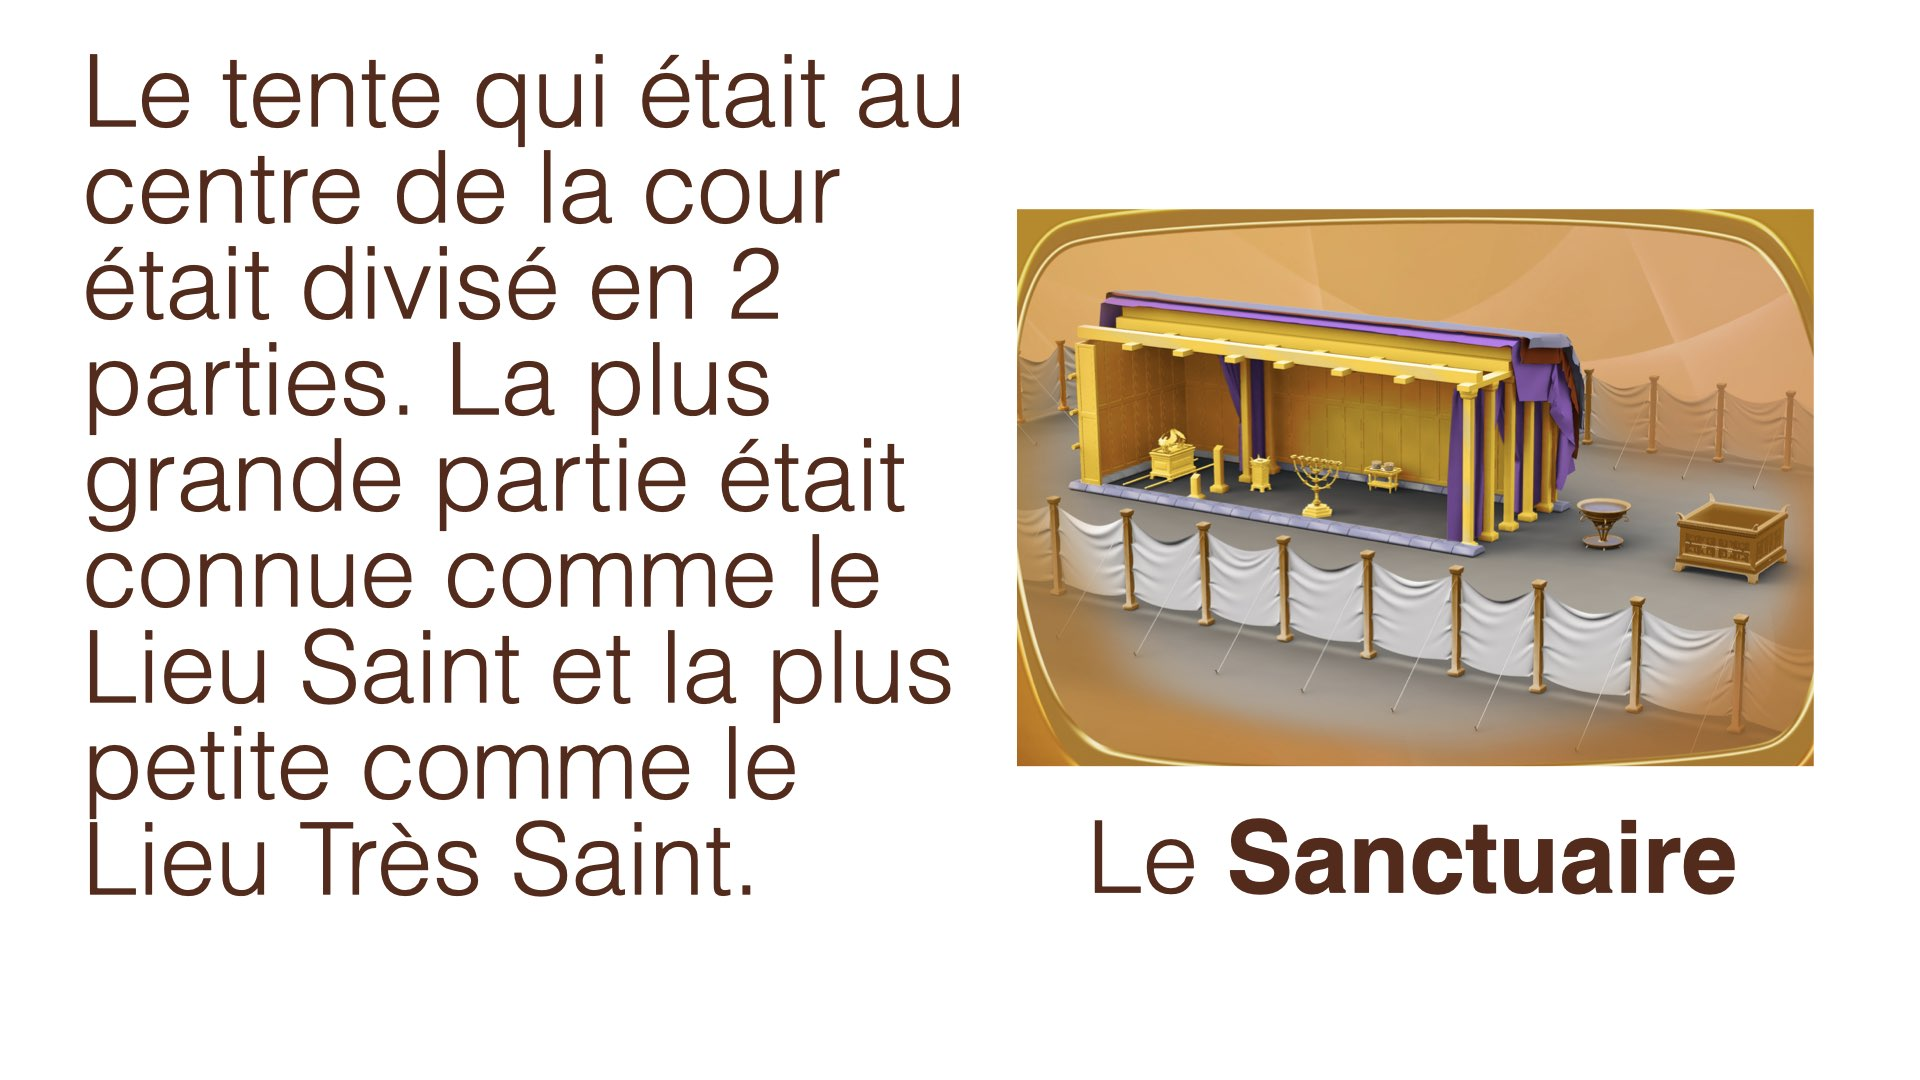 Le tente qui était au
centre de la cour
était divisé en 2
parties. La plus
grande partie était
connue comme le
Lieu Saint et la plus
petite comme le
Lieu Très Saint.
Le Sanctuaire